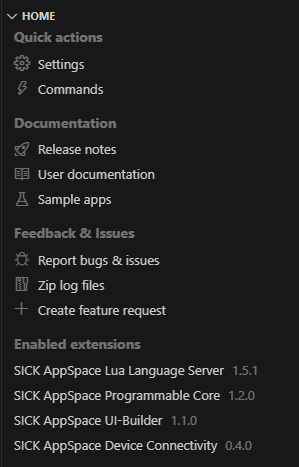 HOME
Quick actions
Settings
Commands
Documentation
Release notes
User documentation
Sample apps
Feedback & Issues
Report bugs & issues
Zip log files
Create feature request
Enabled extensions
SICK AppSpace Lua Language Server 1.5.1
SICK AppSpace Programmable Core 1.2.0
SICK AppSpace UI-Builder 1.1.0
SICK AppSpace Device Connectivity 0.4.0